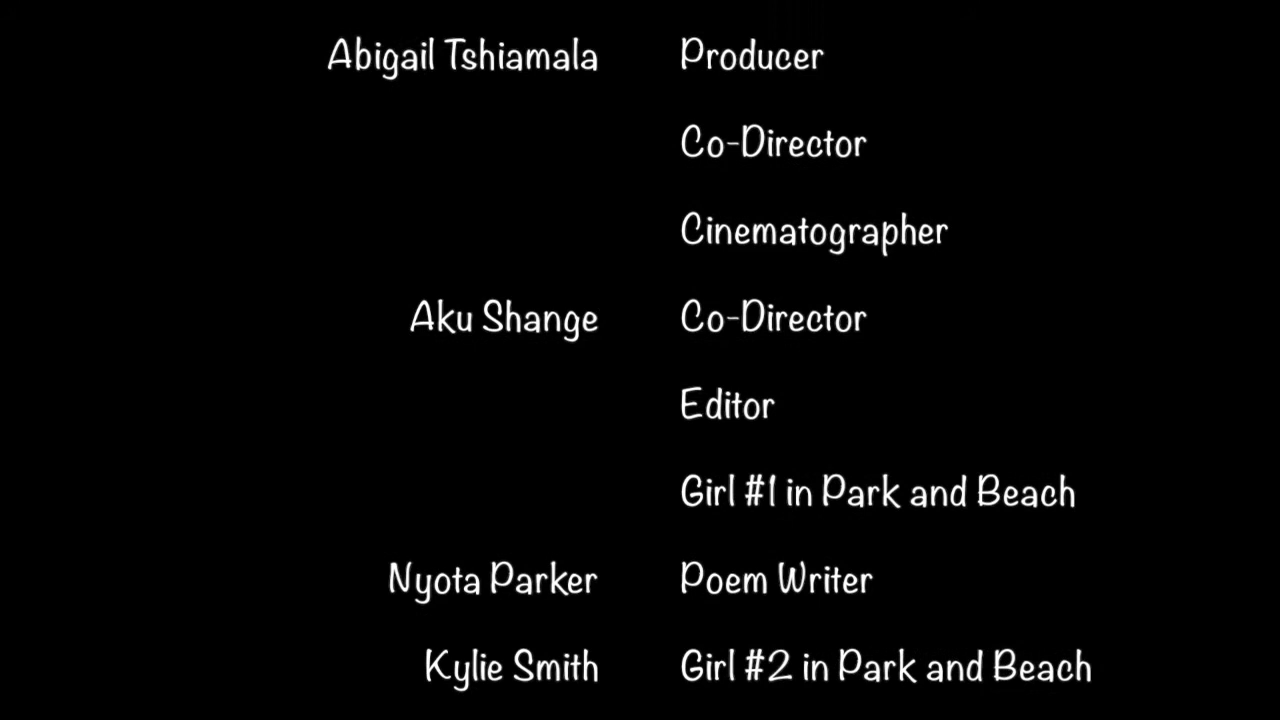 Abigail Tshiamala Producer
Co-Director
Cinematographer
Aku Shange Co-Director
Editor
Girl #1 in Park and Beach
Nyota Parker Poem Writer
Kylie Smith Girl #2 in Park and Beach